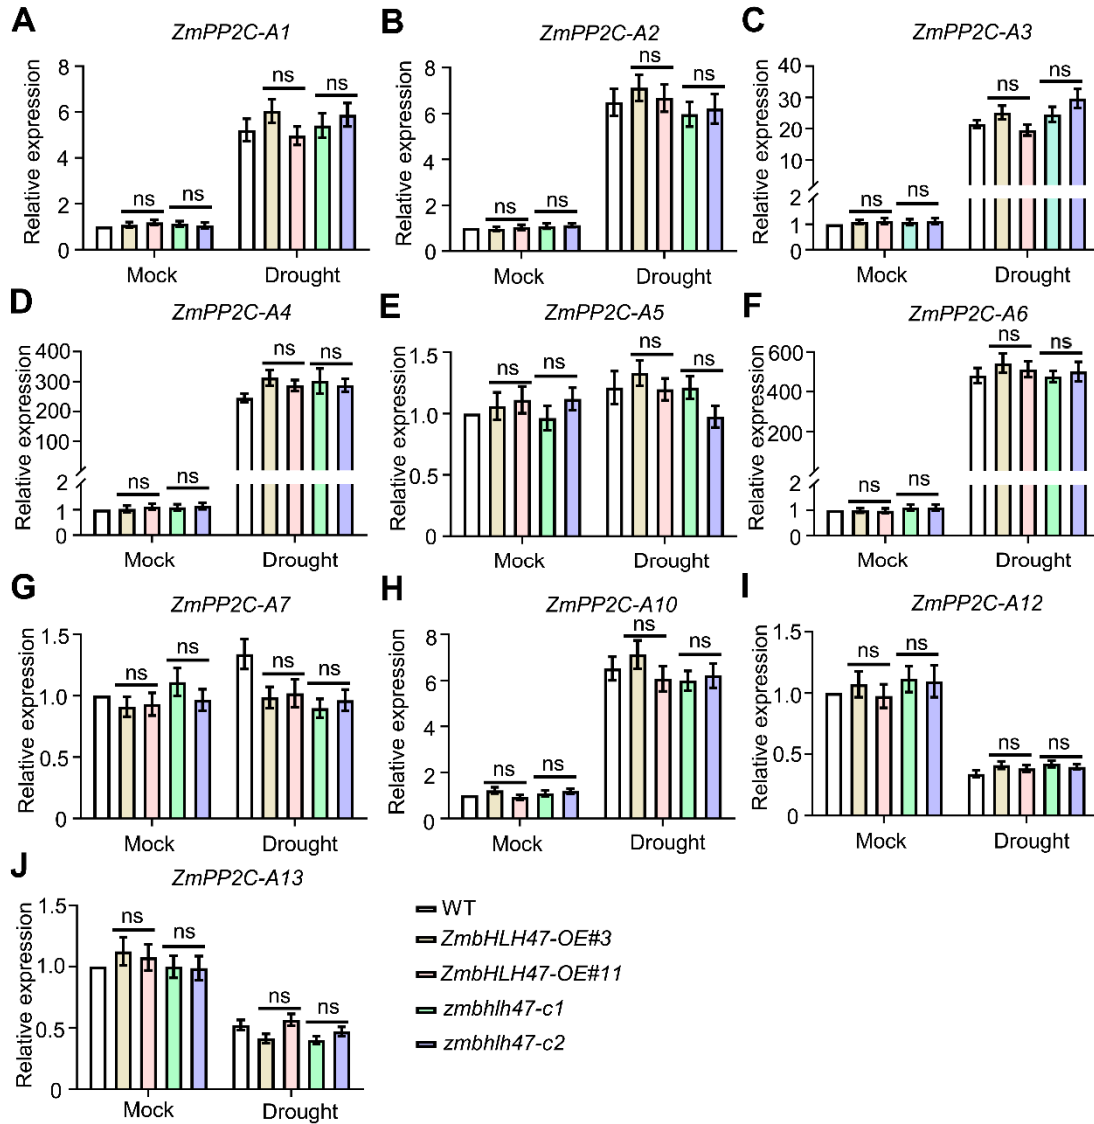 A
ZmPP2C-A1
Relative expression
8
6
4
2
0
ns
ns
ns
ns
Mock
Drought
B
ZmPP2C-A2
Relative expression
8
6
4
2
0
ns
ns
ns
ns
Mock
Drought
C
ZmPP2C-A3
Relative expression
40
30
20
10
2
1
0
ns
ns
ns
ns
Mock
Drought
D
ZmPP2C-A4
Relative expression
400
300
200
100
2
1
0
ns
ns
ns
ns
Mock
Drought
E
ZmPP2C-A5
Relative expression
1.5
1.0
0.5
0
ns
ns
ns
ns
Mock
Drought
F
ZmPP2C-A6
Relative expression
600
400
200
2
1
0
ns
ns
ns
ns
Mock
Drought
G
ZmPP2C-A7
Relative expression
1.5
1.0
0.5
0
ns
ns
ns
ns
Mock
Drought
H
ZmPP2C-A10
Relative expression
8
6
4
2
0
ns
ns
ns
ns
Mock
Drought
I
ZmPP2C-A12
Relative expression
1.5
1.0
0.5
0
ns
ns
ns
ns
Mock
Drought
J
ZmPP2C-A13
Relative expression
1.5
1.0
0.5
0
ns
ns
ns
ns
Mock
Drought
WT
ZmbHLH47-OE#3
ZmbHLH47-OE#11
zmbhlh47-c1
zmbhlh47-c2